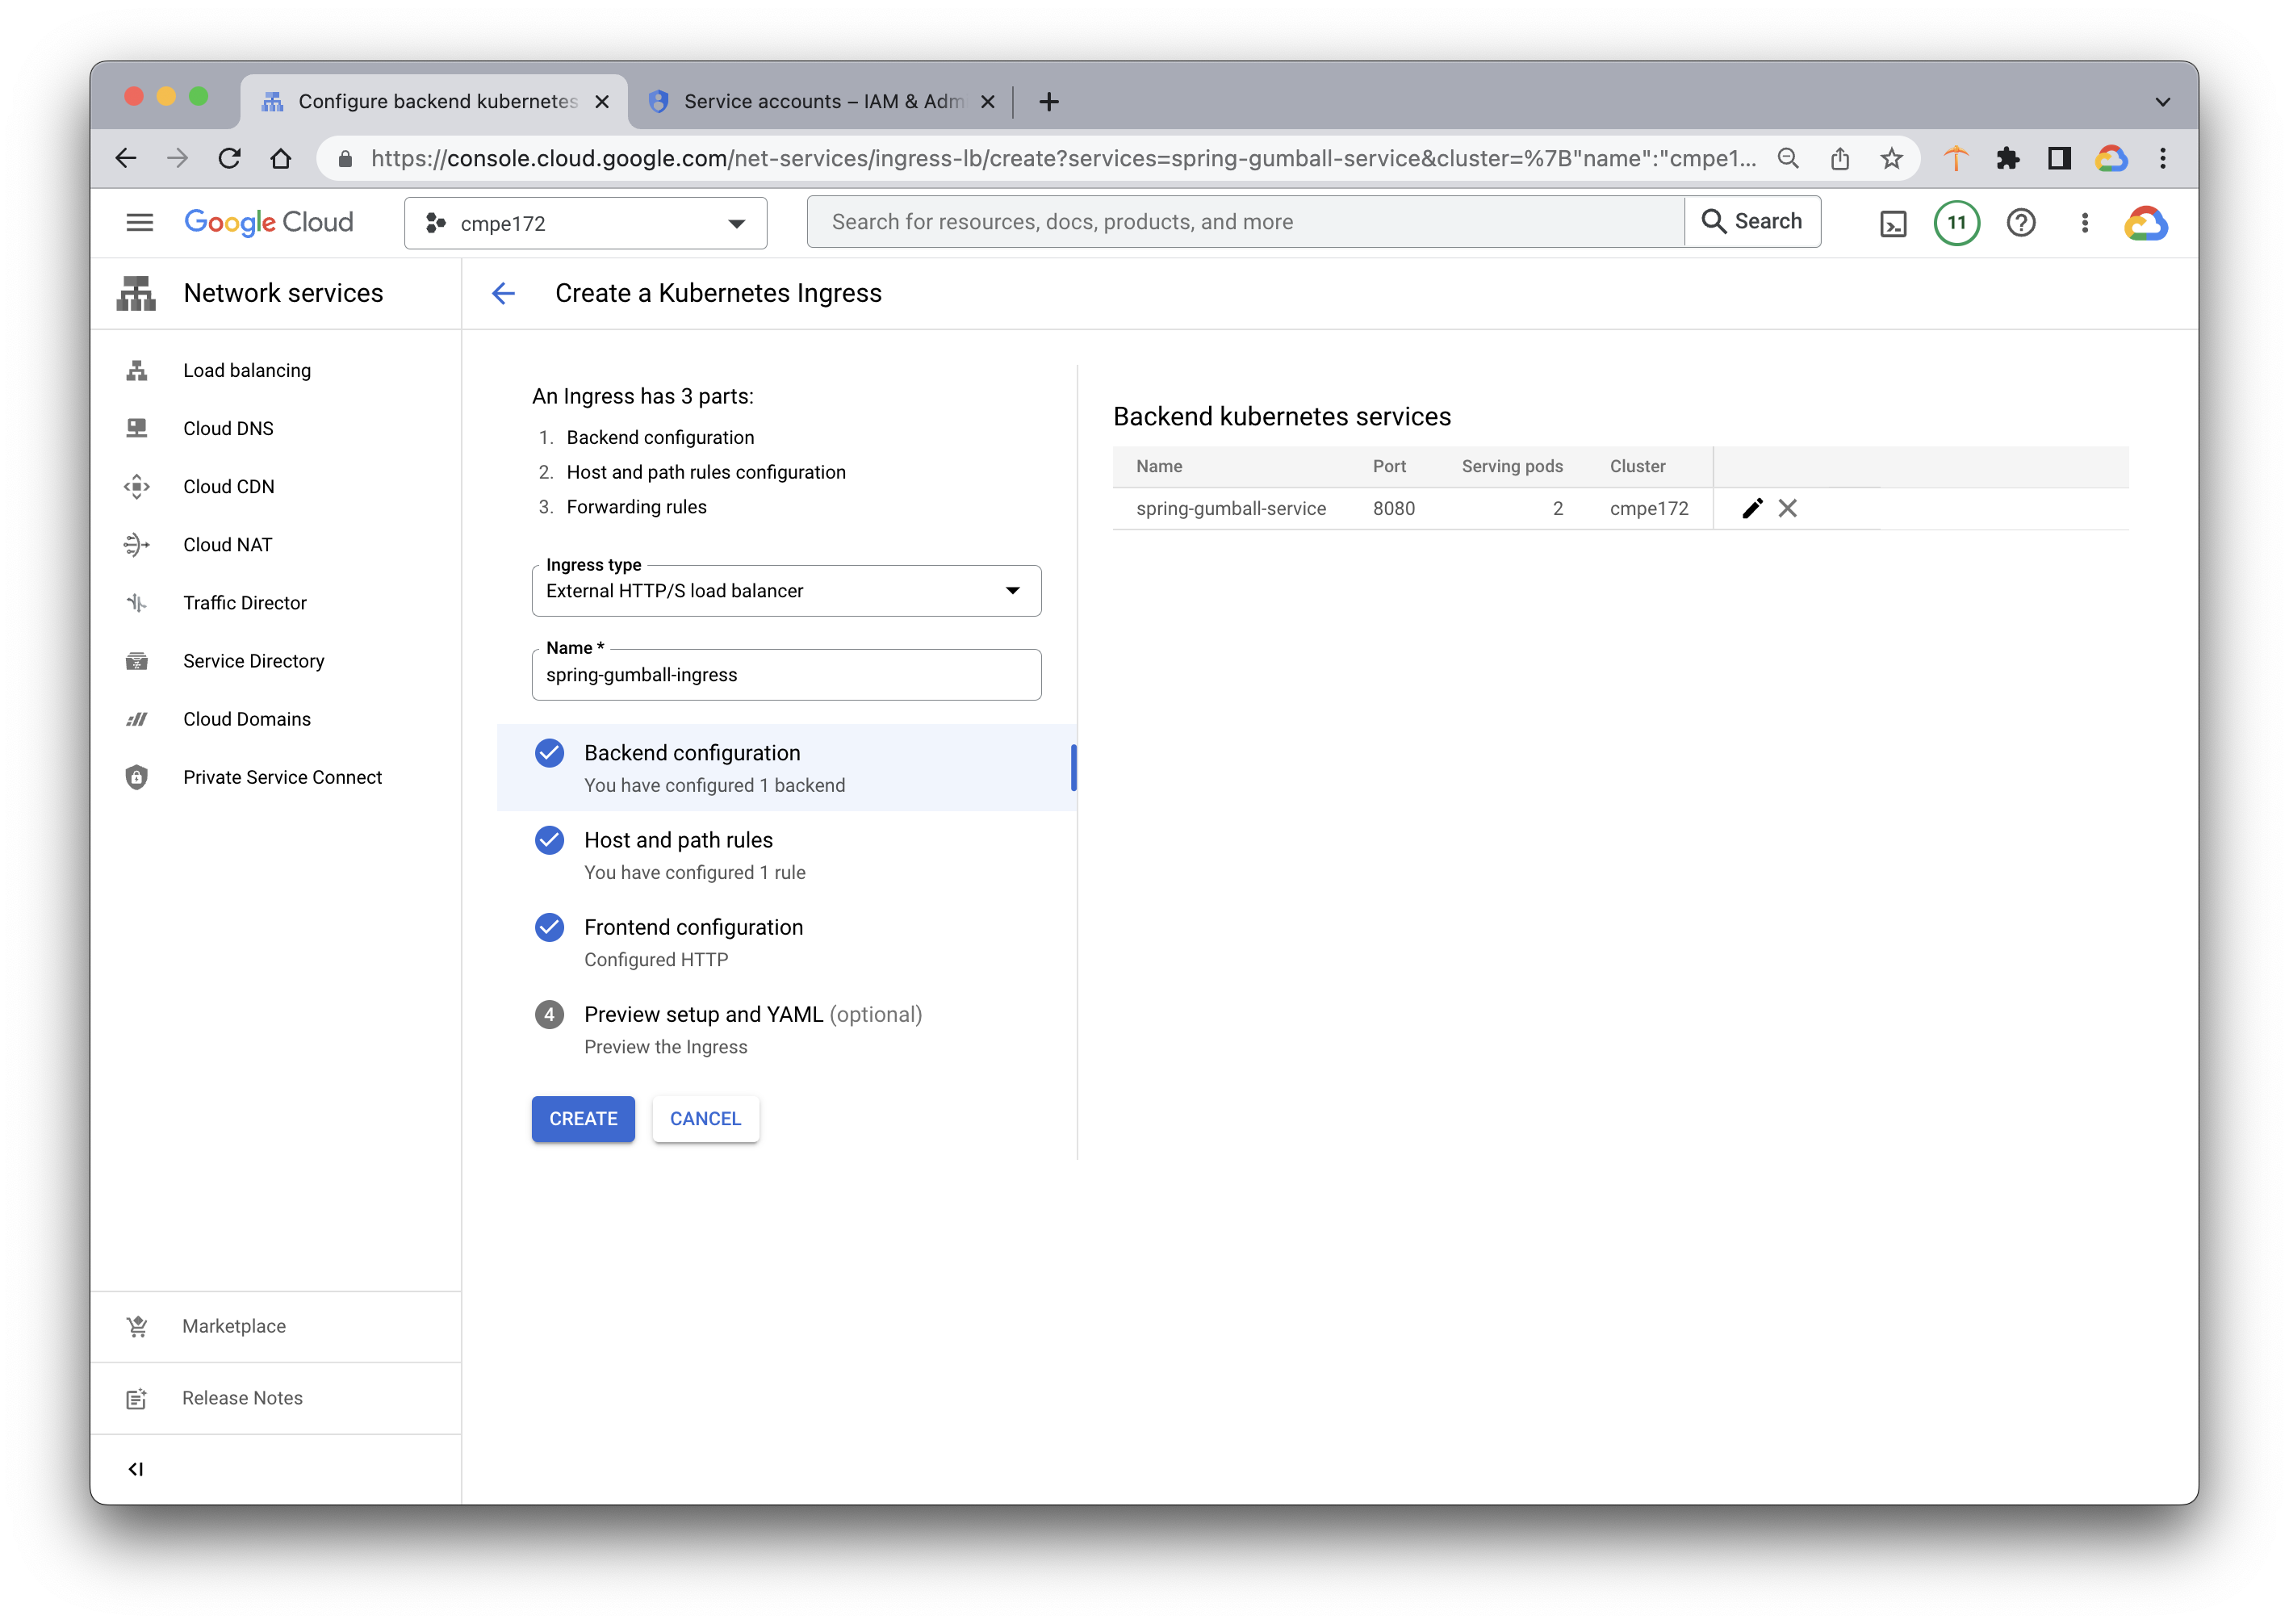 Configure backend kubernetes
Service accounts – IAM & Adm
https://console.cloud.google.com/net-services/ingress-lb/create?services=spring-gumball-service&cluster=%7B"name":"cmpe1...
Google Cloud
cmpe172
Search for resources, docs, products, and more
Search
11
Network services
Create a Kubernetes Ingress
Load balancing
Cloud DNS
Cloud CDN
Cloud NAT
Traffic Director
Service Directory
Cloud Domains
Private Service Connect
Marketplace
Release Notes
An Ingress has 3 parts:
1. Backend configuration
2. Host and path rules configuration
3. Forwarding rules
Ingress type
External HTTP/S load balancer
Name *
spring-gumball-ingress
Backend configuration
You have configured 1 backend
Host and path rules
You have configured 1 rule
Frontend configuration
Configured HTTP
4 Preview setup and YAML (optional)
Preview the Ingress
CREATE CANCEL
Backend kubernetes services
Name Port Serving pods Cluster
spring-gumball-service 8080 2 cmpe172